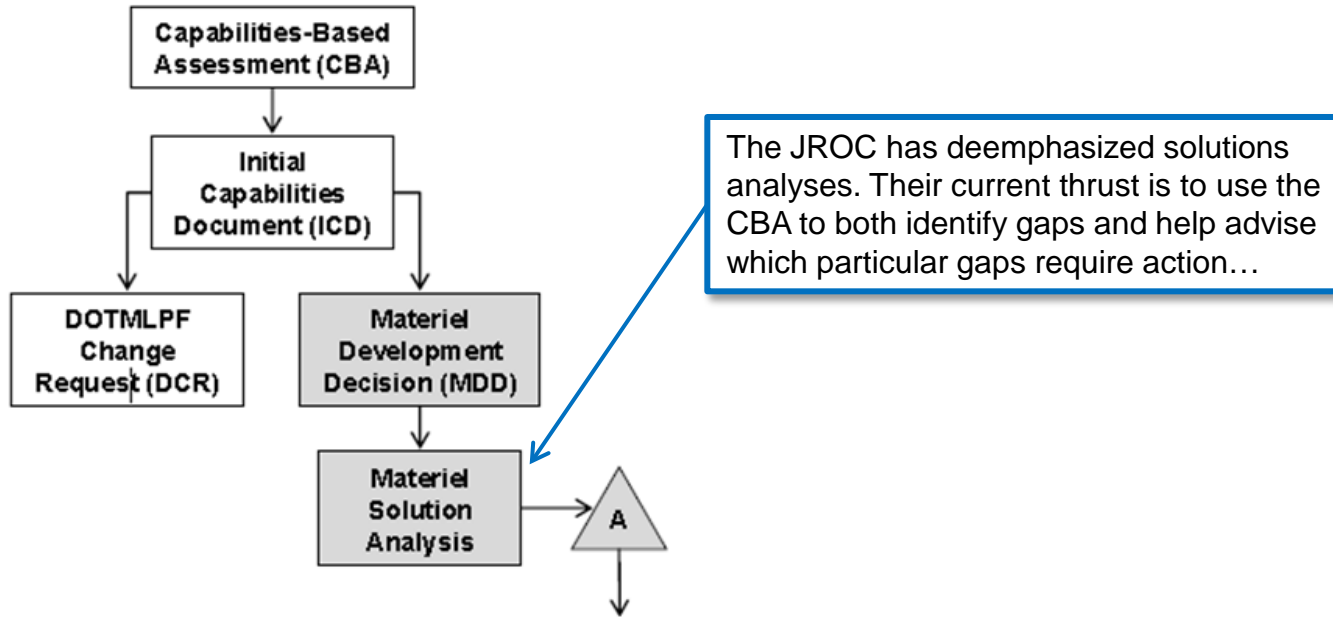 Capabilities-Based
Assessment (CBA)
Initial
Capabilities
Document (ICD)
The JROC has deemphasized solutions
analyses. Their current thrust is to use the
CBA to both identify gaps and help advise
which particular gaps require action…
DOTMLPF
Change
Request (DCR)
Materiel
Development
Decision (MDD)
Materiel
Solution
Analysis
A